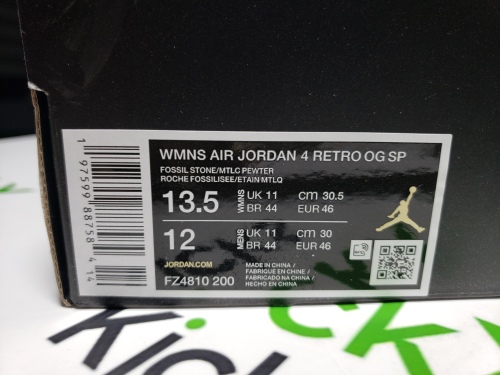 WMNS AIR JORDAN 4 RETRO OG SP
FOSSIL STONE/MTLC PEWTER
ROCHE FOSSILISEE/ETAIN MTLQ
13.5 WMNS UK 11 cm 30.5
BR 44 EUR 46
12 MENS UK 11 cm 30
BR 44 EUR 46
JORDAN.COM
FZ4810 200
MADE IN CHINA /
FABRIQUE EN CHINE /
FABRICADO NA CHINA /
HECHO EN CHINA
1 97599 88758 4 14
KicK